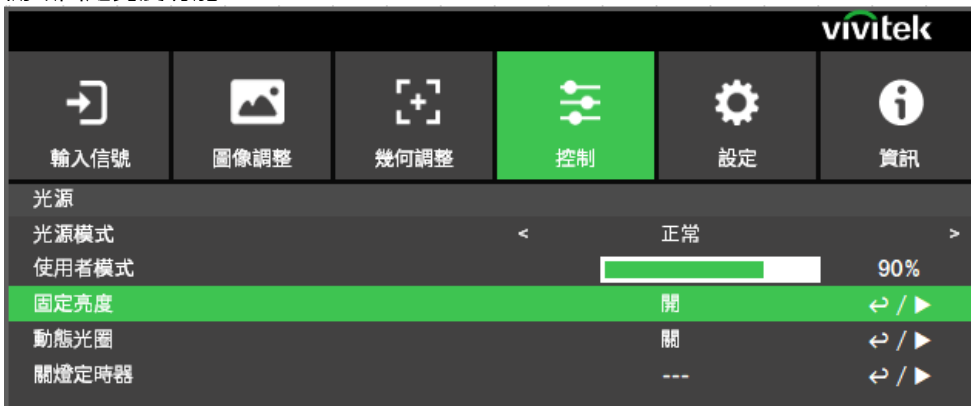 vivitek
輸入信號 圖像調整 幾何調整 控制 設定 資訊
光源
光源模式 < 正常 >
使用者模式 90%
固定亮度 開 ↩ / ▶
動態光圈 關 ↩ / ▶
關燈定時器 --- ↩ / ▶